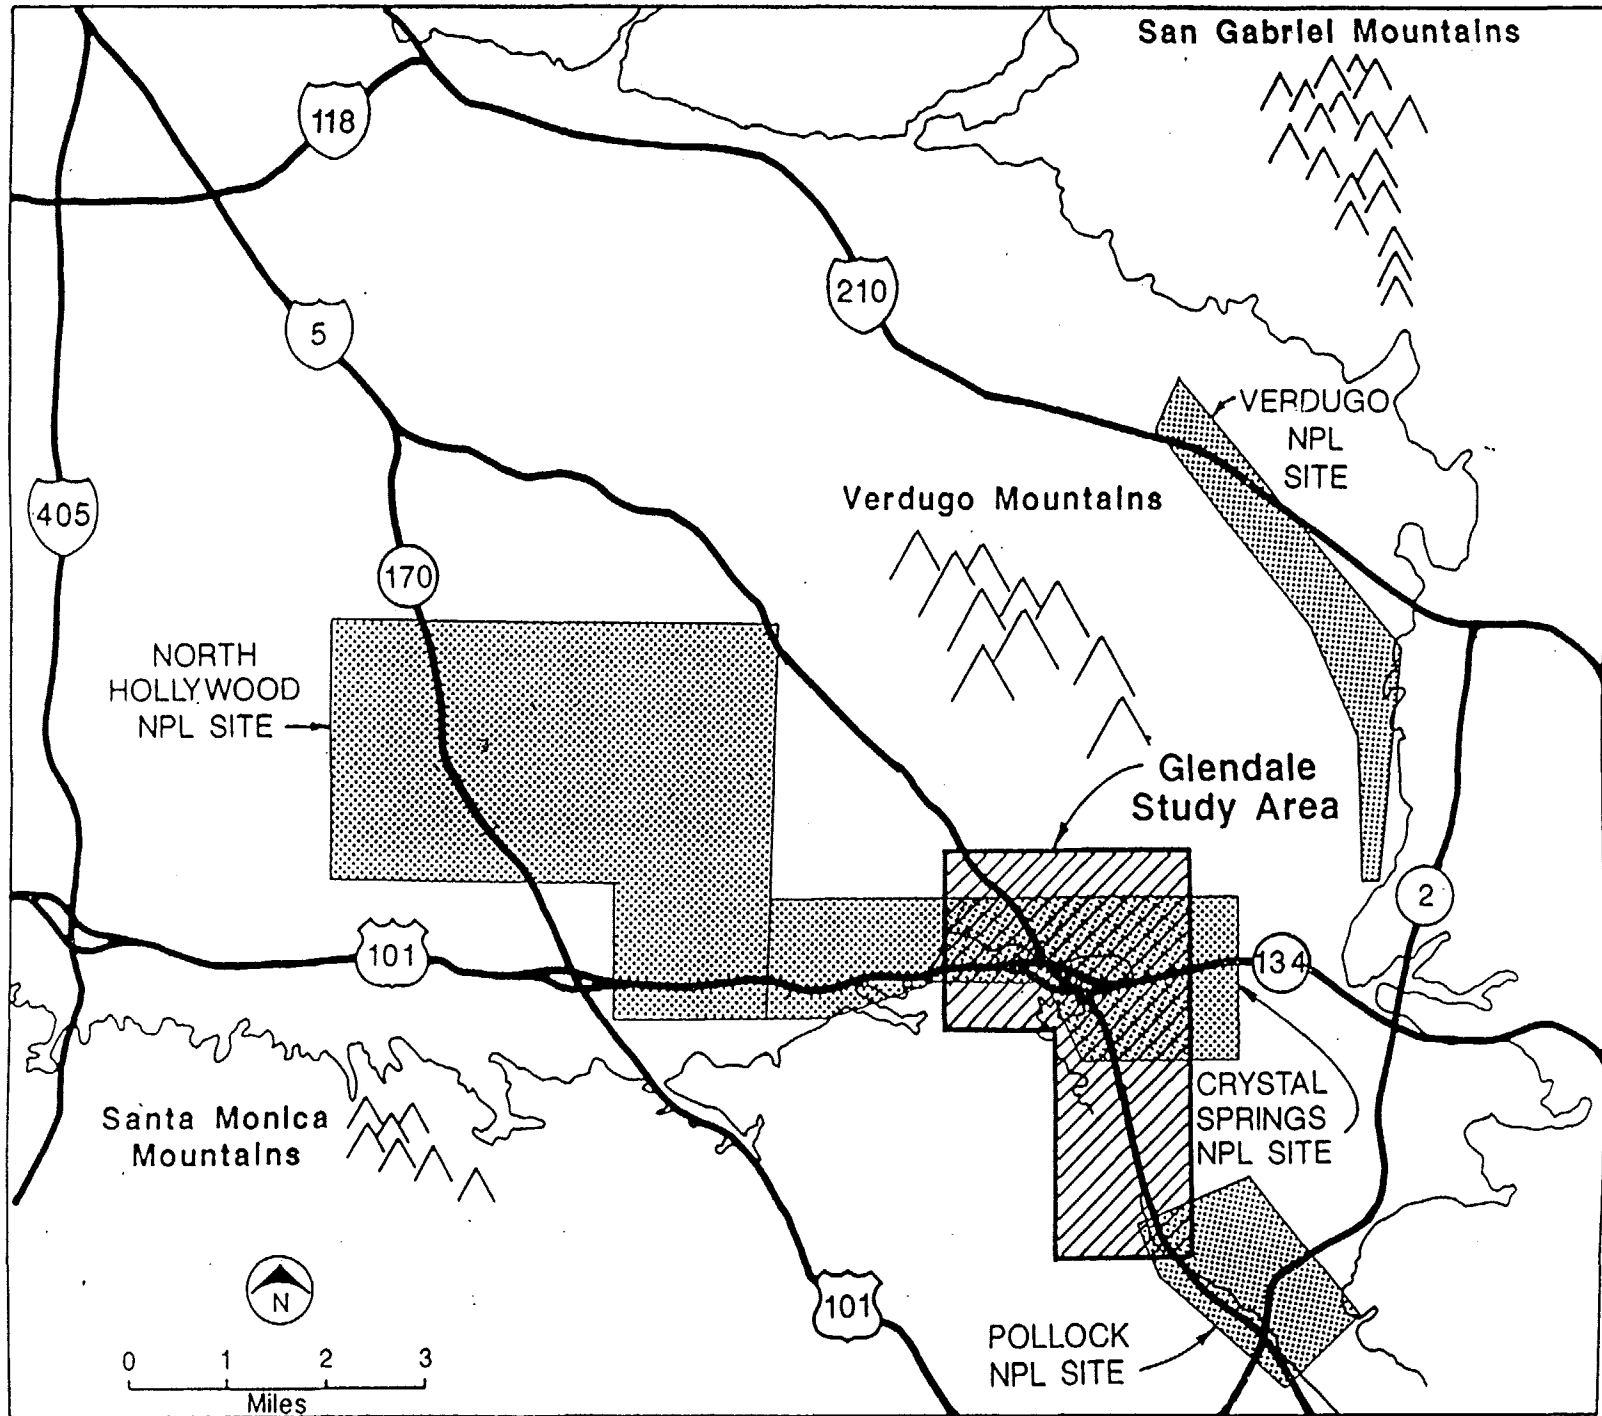 San Gabriel Mountains
118
210
5
VERDUGO
NPL
SITE
405
Verdugo Mountains
170
NORTH
HOLLYWOOD
NPL SITE
Glendale
Study Area
2
101
134
CRYSTAL
SPRINGS
NPL SITE
Santa Monica
Mountains
N
101
POLLOCK
NPL SITE
0 1 2 3
Miles